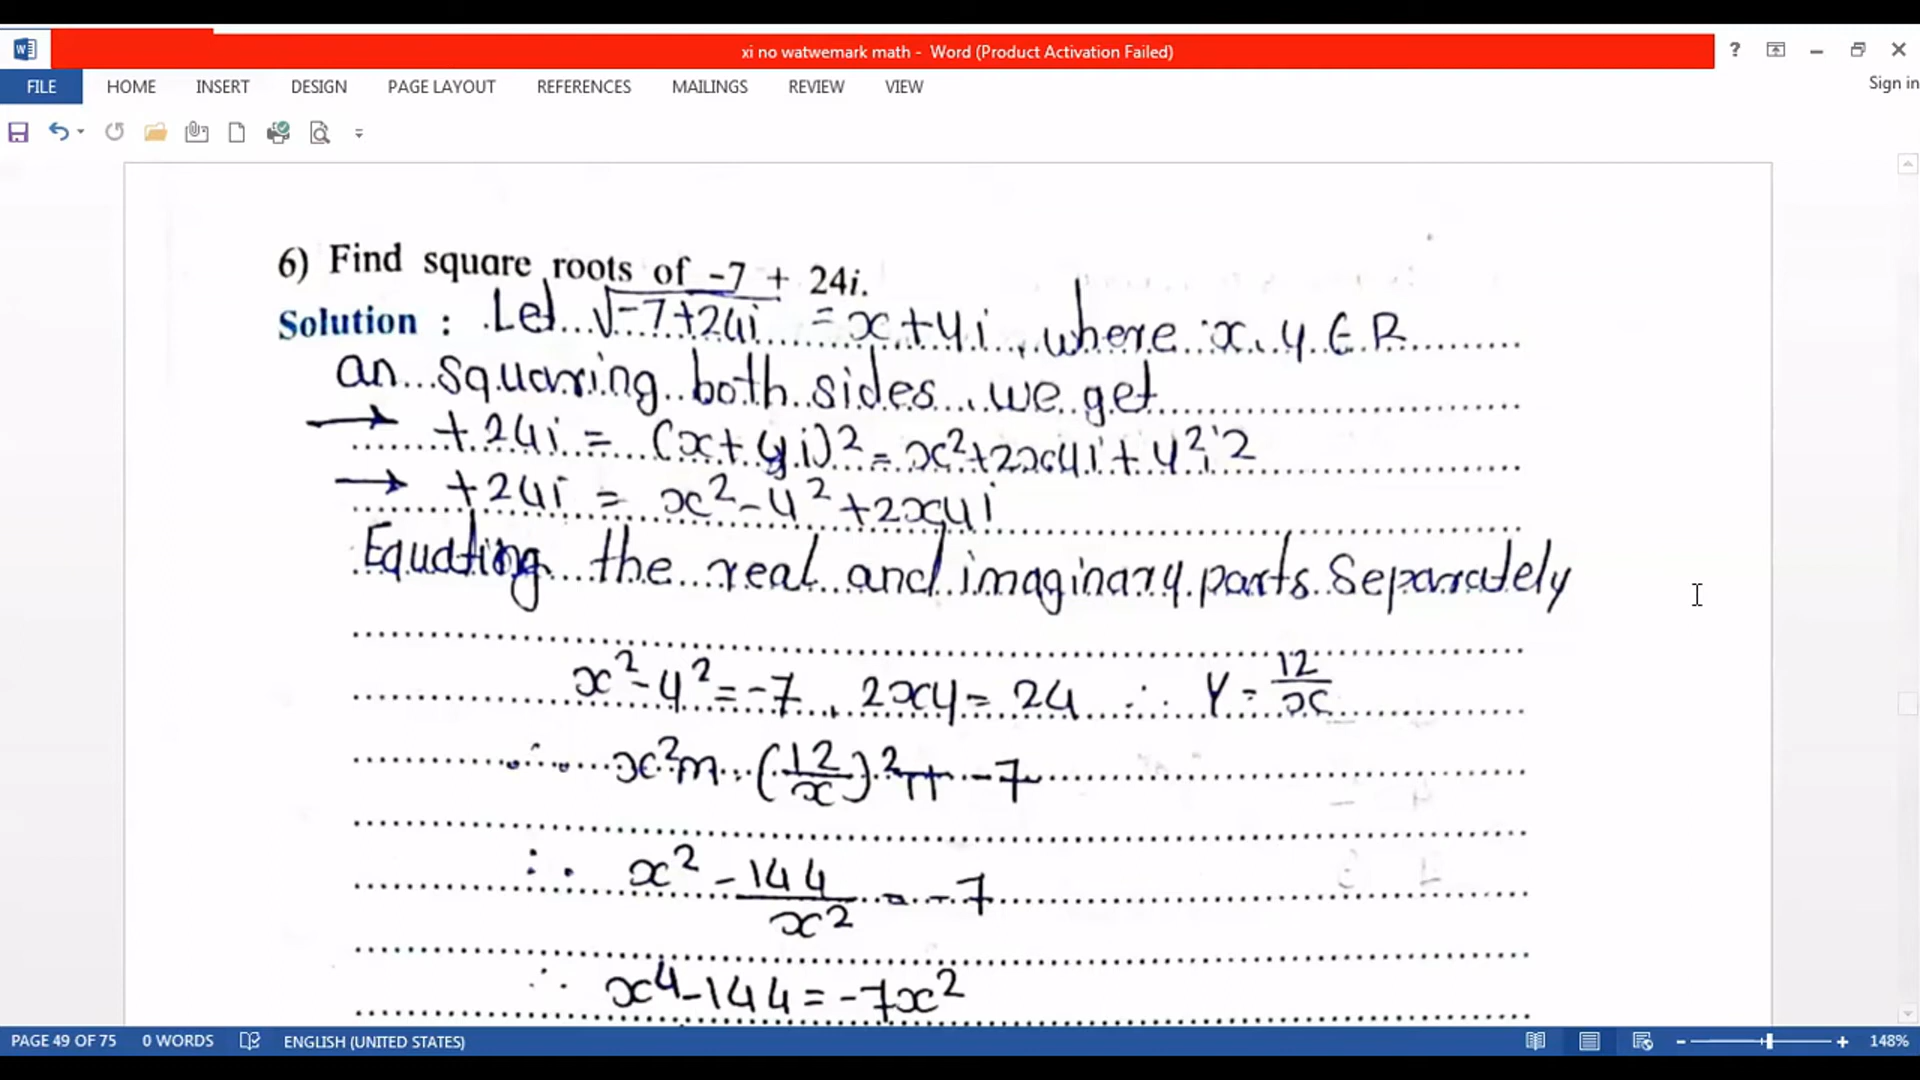 xi no watwemark math - Word (Product Activation Failed)
FILE HOME INSERT DESIGN PAGE LAYOUT REFERENCES MAILINGS REVIEW VIEW Sign in
6) Find square roots of -7 + 24i.
Solution : Let √-7+24i = x+yi, where x, y ∈ R
an squaring both sides, we get
→ +24i = (x+yi)2 = x2+2xyi+y2i2
→ +24i = x2-y2+2xyi
Equating the real and imaginary parts Separately
x2-y2=-7, 2xy=24 ∴ Y=12/x
∴ x2 (12/x)2 -7
∴ x2 - 144/x2 = -7
∴ x4-144=-7x2
PAGE 49 OF 75 0 WORDS ENGLISH (UNITED STATES) 148%